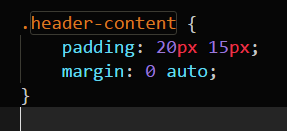 .header-content {
    padding: 20px 15px;
    margin: 0 auto;
}